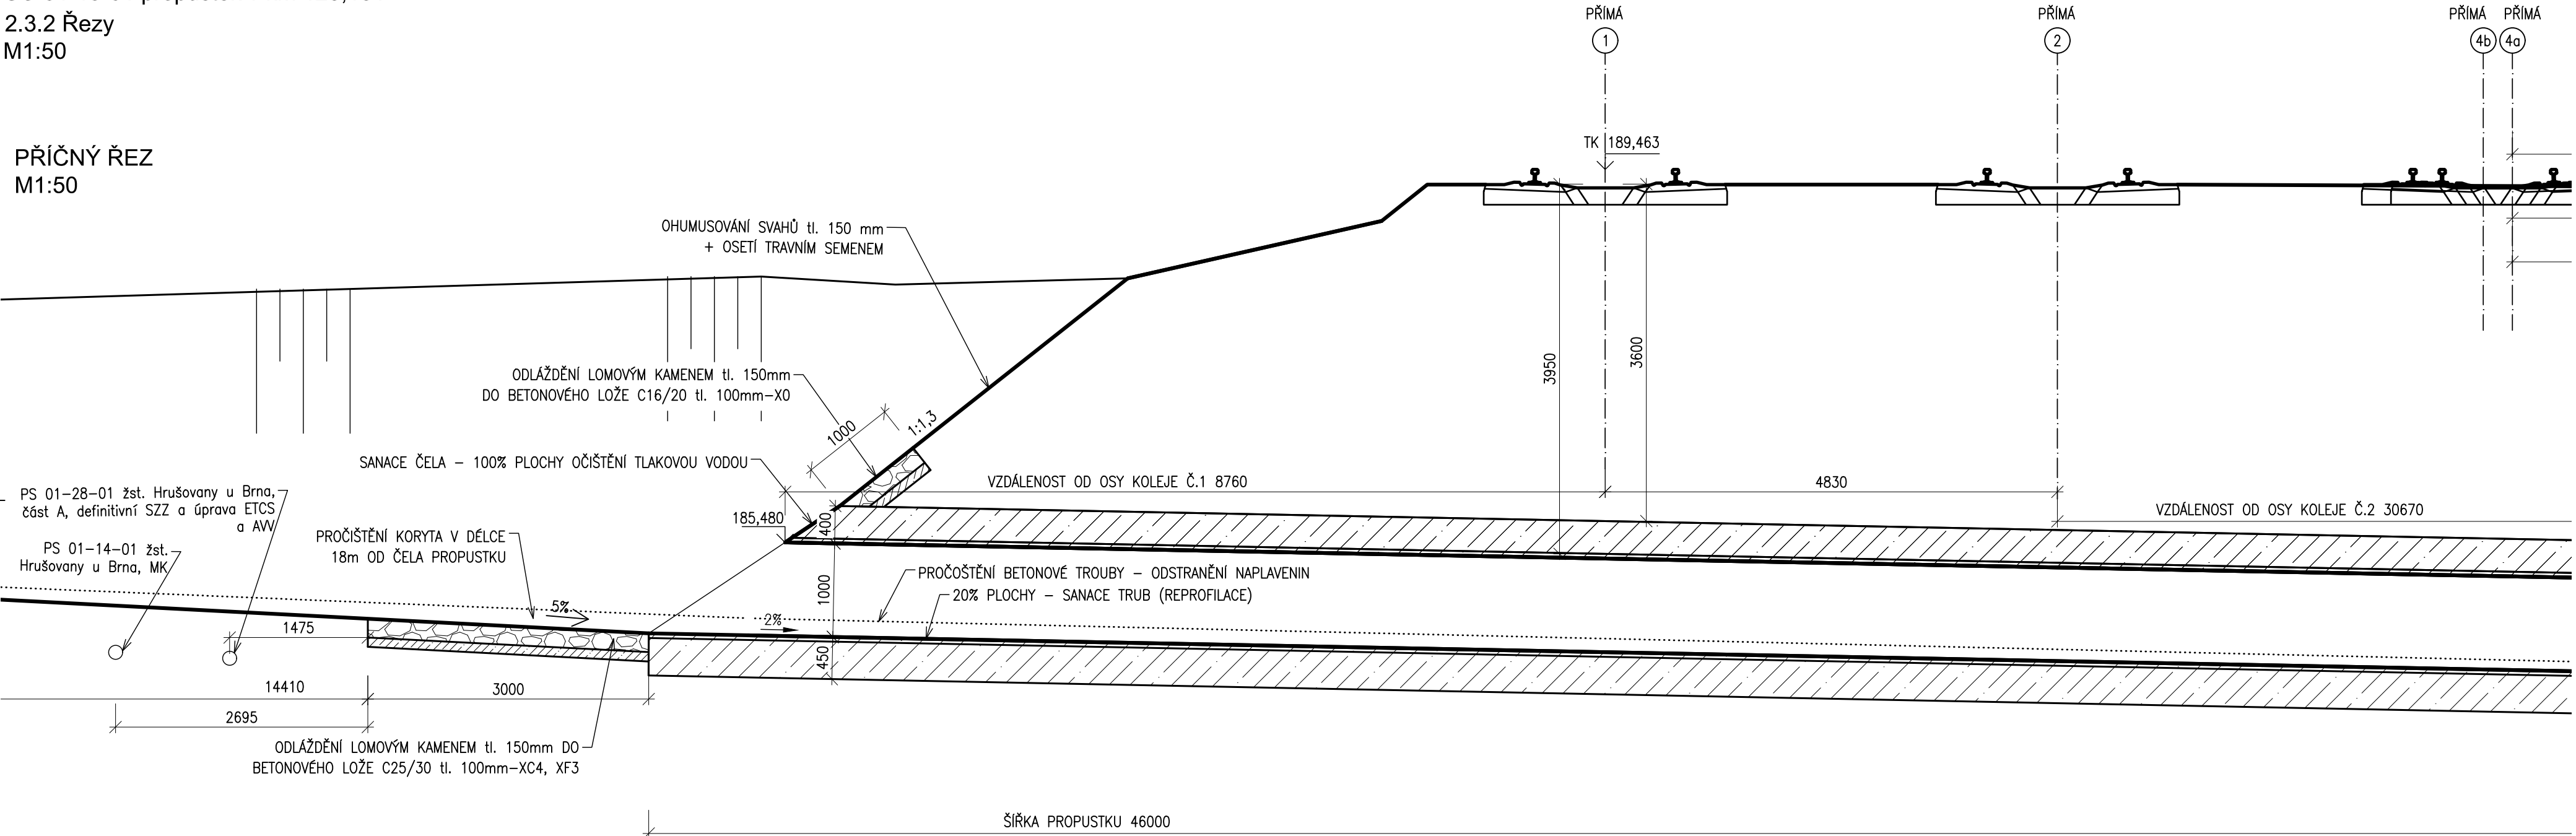 2.3.2 Řezy
M1:50
PŘÍČNÝ ŘEZ
M1:50
PŘÍMÁ
1
PŘÍMÁ
2
PŘÍMÁ PŘÍMÁ
4b 4a
TK 189,463
OHUMUSOVÁNÍ SVAHŮ tl. 150 mm
+ OSETÍ TRAVNÍM SEMENEM
ODLÁŽDĚNÍ LOMOVÝM KAMENEM tl. 150mm
DO BETONOVÉHO LOŽE C16/20 tl. 100mm-X0
1000
1:1,3
3950
3600
SANACE ČELA – 100% PLOCHY OČIŠTĚNÍ TLAKOVOU VODOU
VZDÁLENOST OD OSY KOLEJE Č.1 8760
4830
VZDÁLENOST OD OSY KOLEJE Č.2 30670
185,480
400
PS 01-28-01 žst. Hrušovany u Brna,
část A, definitivní SZZ a úprava ETCS
a AVV
PS 01-14-01 žst.
Hrušovany u Brna, MK
PROČIŠTĚNÍ KORYTA V DÉLCE
18m OD ČELA PROPUSTKU
PROČOŠTĚNÍ BETONOVÉ TROUBY – ODSTRANĚNÍ NAPLAVENIN
20% PLOCHY – SANACE TRUB (REPROFILACE)
1000
5%
2%
1475
450
14410
3000
2695
ODLÁŽDĚNÍ LOMOVÝM KAMENEM tl. 150mm DO
BETONOVÉHO LOŽE C25/30 tl. 100mm-XC4, XF3
ŠÍŘKA PROPUSTKU 46000